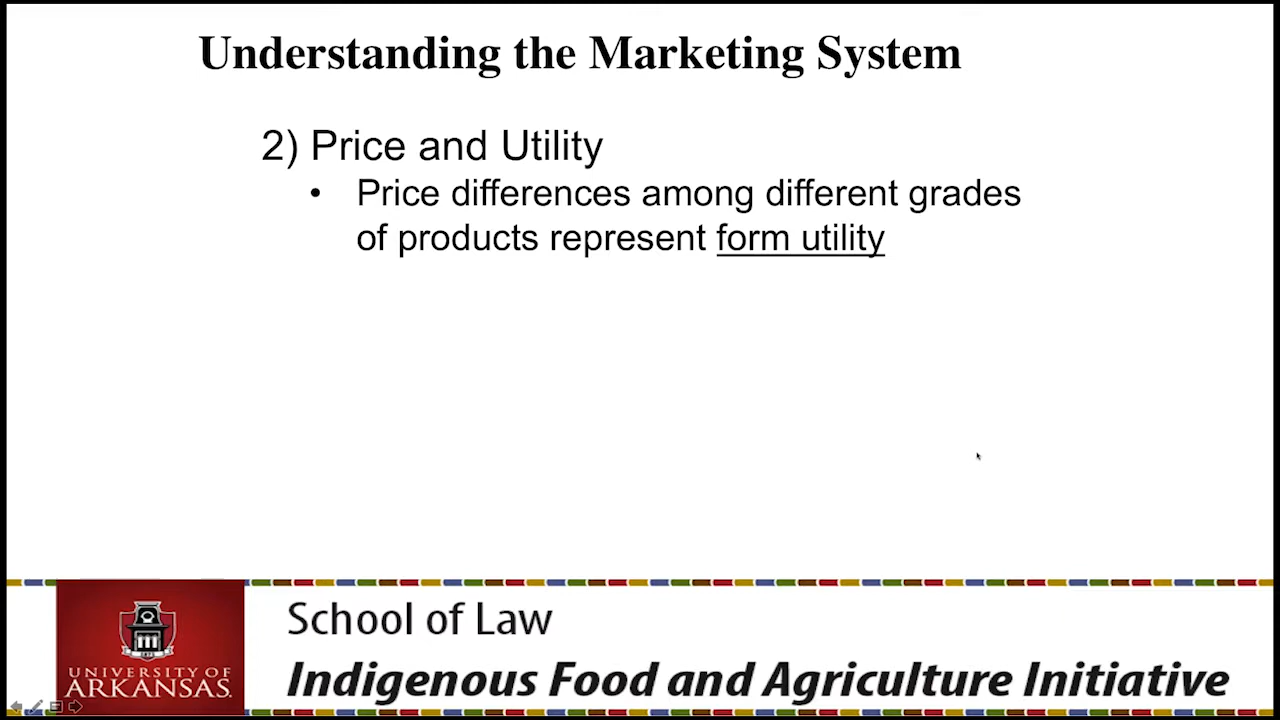 Understanding the Marketing System
2) Price and Utility
• Price differences among different grades
of products represent form utility
School of Law
UNIVERSITY OF
ARKANSAS.
Indigenous Food and Agriculture Initiative